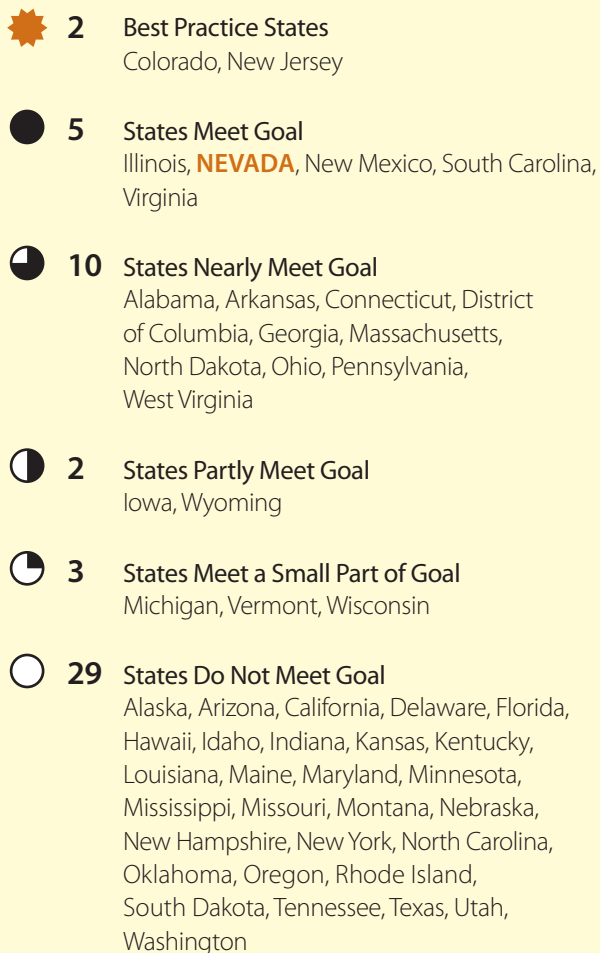 2 Best Practice States
Colorado, New Jersey
5 States Meet Goal
Illinois, NEVADA, New Mexico, South Carolina,
Virginia
10 States Nearly Meet Goal
Alabama, Arkansas, Connecticut, District
of Columbia, Georgia, Massachusetts,
North Dakota, Ohio, Pennsylvania,
West Virginia
2 States Partly Meet Goal
Iowa, Wyoming
3 States Meet a Small Part of Goal
Michigan, Vermont, Wisconsin
29 States Do Not Meet Goal
Alaska, Arizona, California, Delaware, Florida,
Hawaii, Idaho, Indiana, Kansas, Kentucky,
Louisiana, Maine, Maryland, Minnesota,
Mississippi, Missouri, Montana, Nebraska,
New Hampshire, New York, North Carolina,
Oklahoma, Oregon, Rhode Island,
South Dakota, Tennessee, Texas, Utah,
Washington